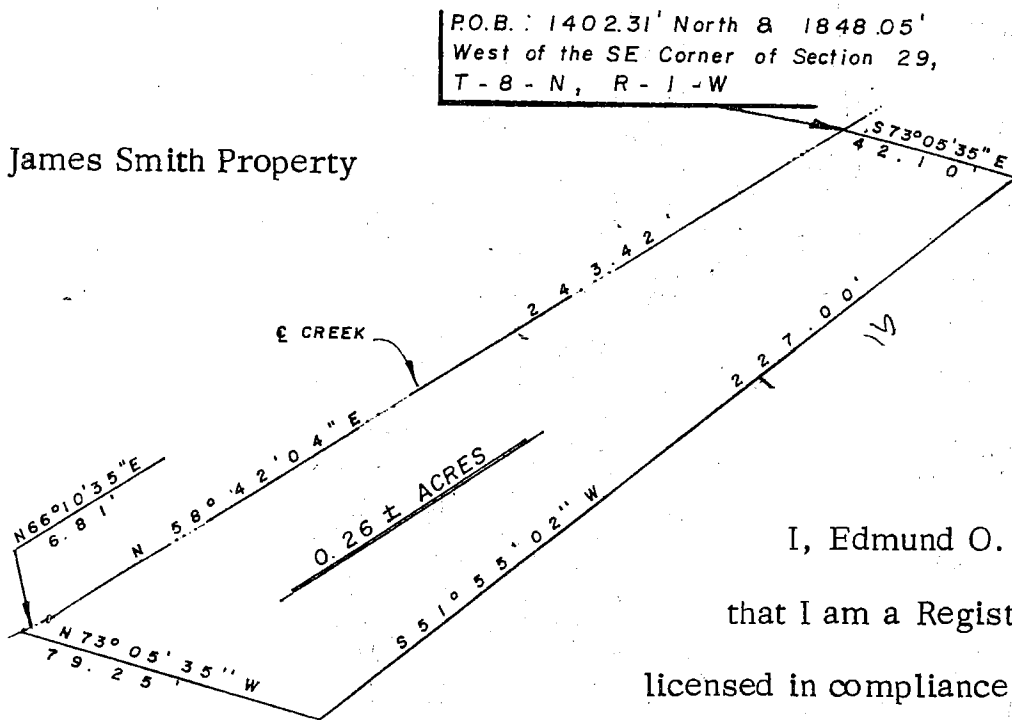 P.O.B.: 1402.31' North & 1848.05'
West of the SE Corner of Section 29,
T-8-N, R-1-W
S 73°05'35" E
42.10'
James Smith Property
243.42'
℄ CREEK
227.00'
N 58°42'04" E
N66°10'35"E
6.81'
0.26 ± ACRES
S 51°55'02" W
N 73°05'35" W
79.25'
I, Edmund O.
that I am a Regist
licensed in compliance